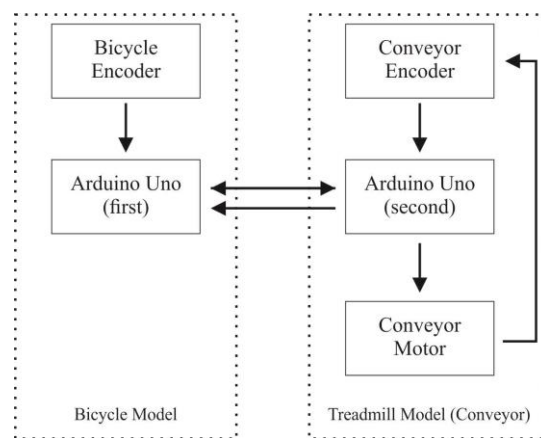 Bicycle
Encoder
Conveyor
Encoder
Arduino Uno
(first)
Arduino Uno
(second)
Conveyor
Motor
Bicycle Model
Treadmill Model (Conveyor)